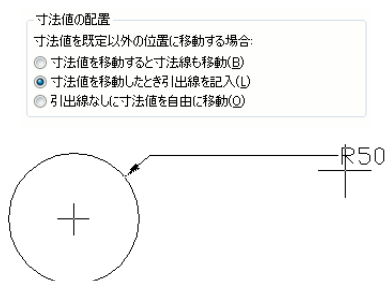 寸法値の配置
寸法値を既定以外の位置に移動する場合:
寸法値を移動すると寸法線も移動(B)
寸法値を移動したとき引出線を記入(L)
引出線なしに寸法値を自由に移動(O)
R50